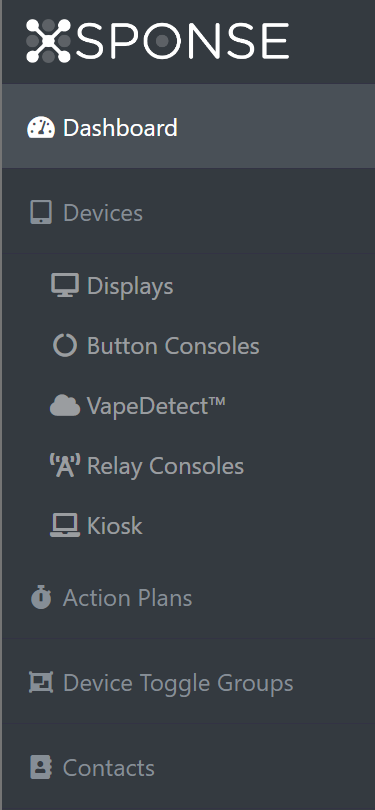 XSPONSE
Dashboard
Devices
Displays
Button Consoles
VapeDetect™
Relay Consoles
Kiosk
Action Plans
Device Toggle Groups
Contacts